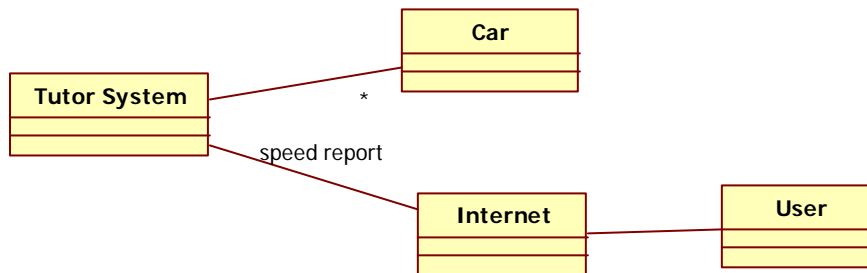 Car
Tutor System
*
speed report
Internet
User